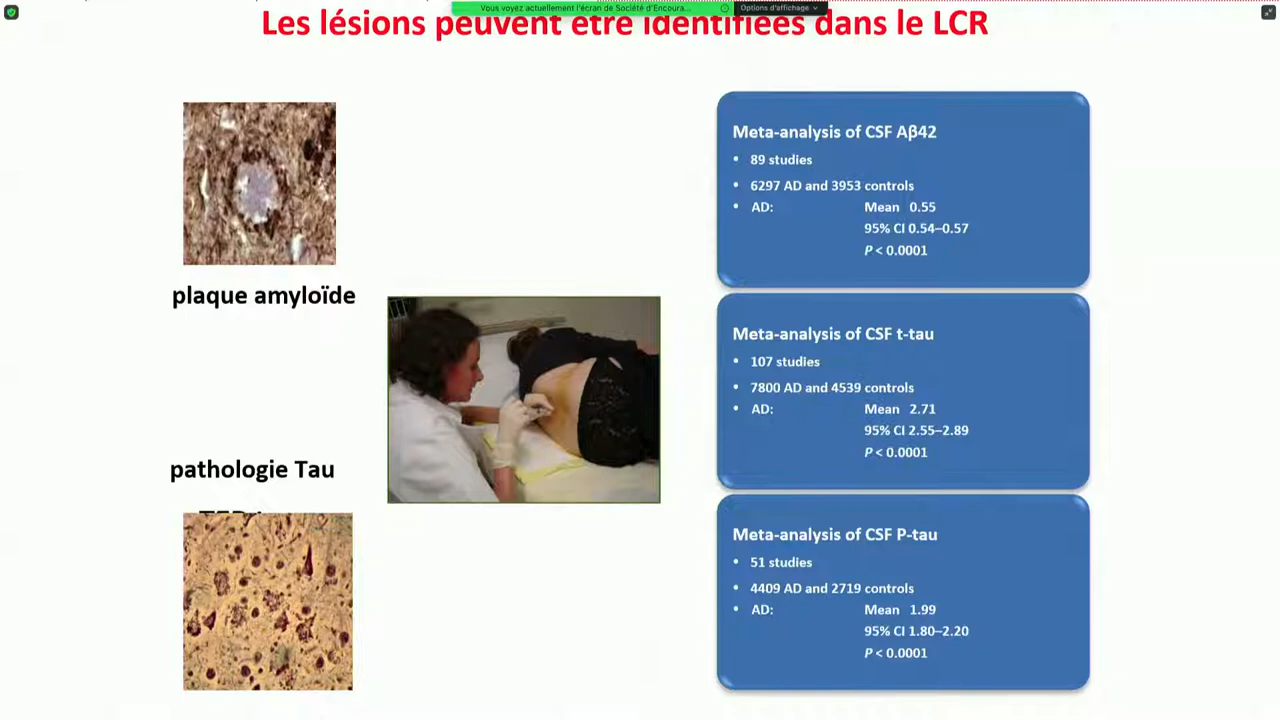 Vous voyez actuellement l'écran de Société d'Encoura...
Options d'affichage
Les lésions peuvent être identifiées dans le LCR
plaque amyloïde
pathologie Tau
Meta-analysis of CSF Aβ42
• 89 studies
• 6297 AD and 3953 controls
• AD: Mean 0.55
95% CI 0.54–0.57
P < 0.0001
Meta-analysis of CSF t-tau
• 107 studies
• 7800 AD and 4539 controls
• AD: Mean 2.71
95% CI 2.55–2.89
P < 0.0001
Meta-analysis of CSF P-tau
• 51 studies
• 4409 AD and 2719 controls
• AD: Mean 1.99
95% CI 1.80–2.20
P < 0.0001